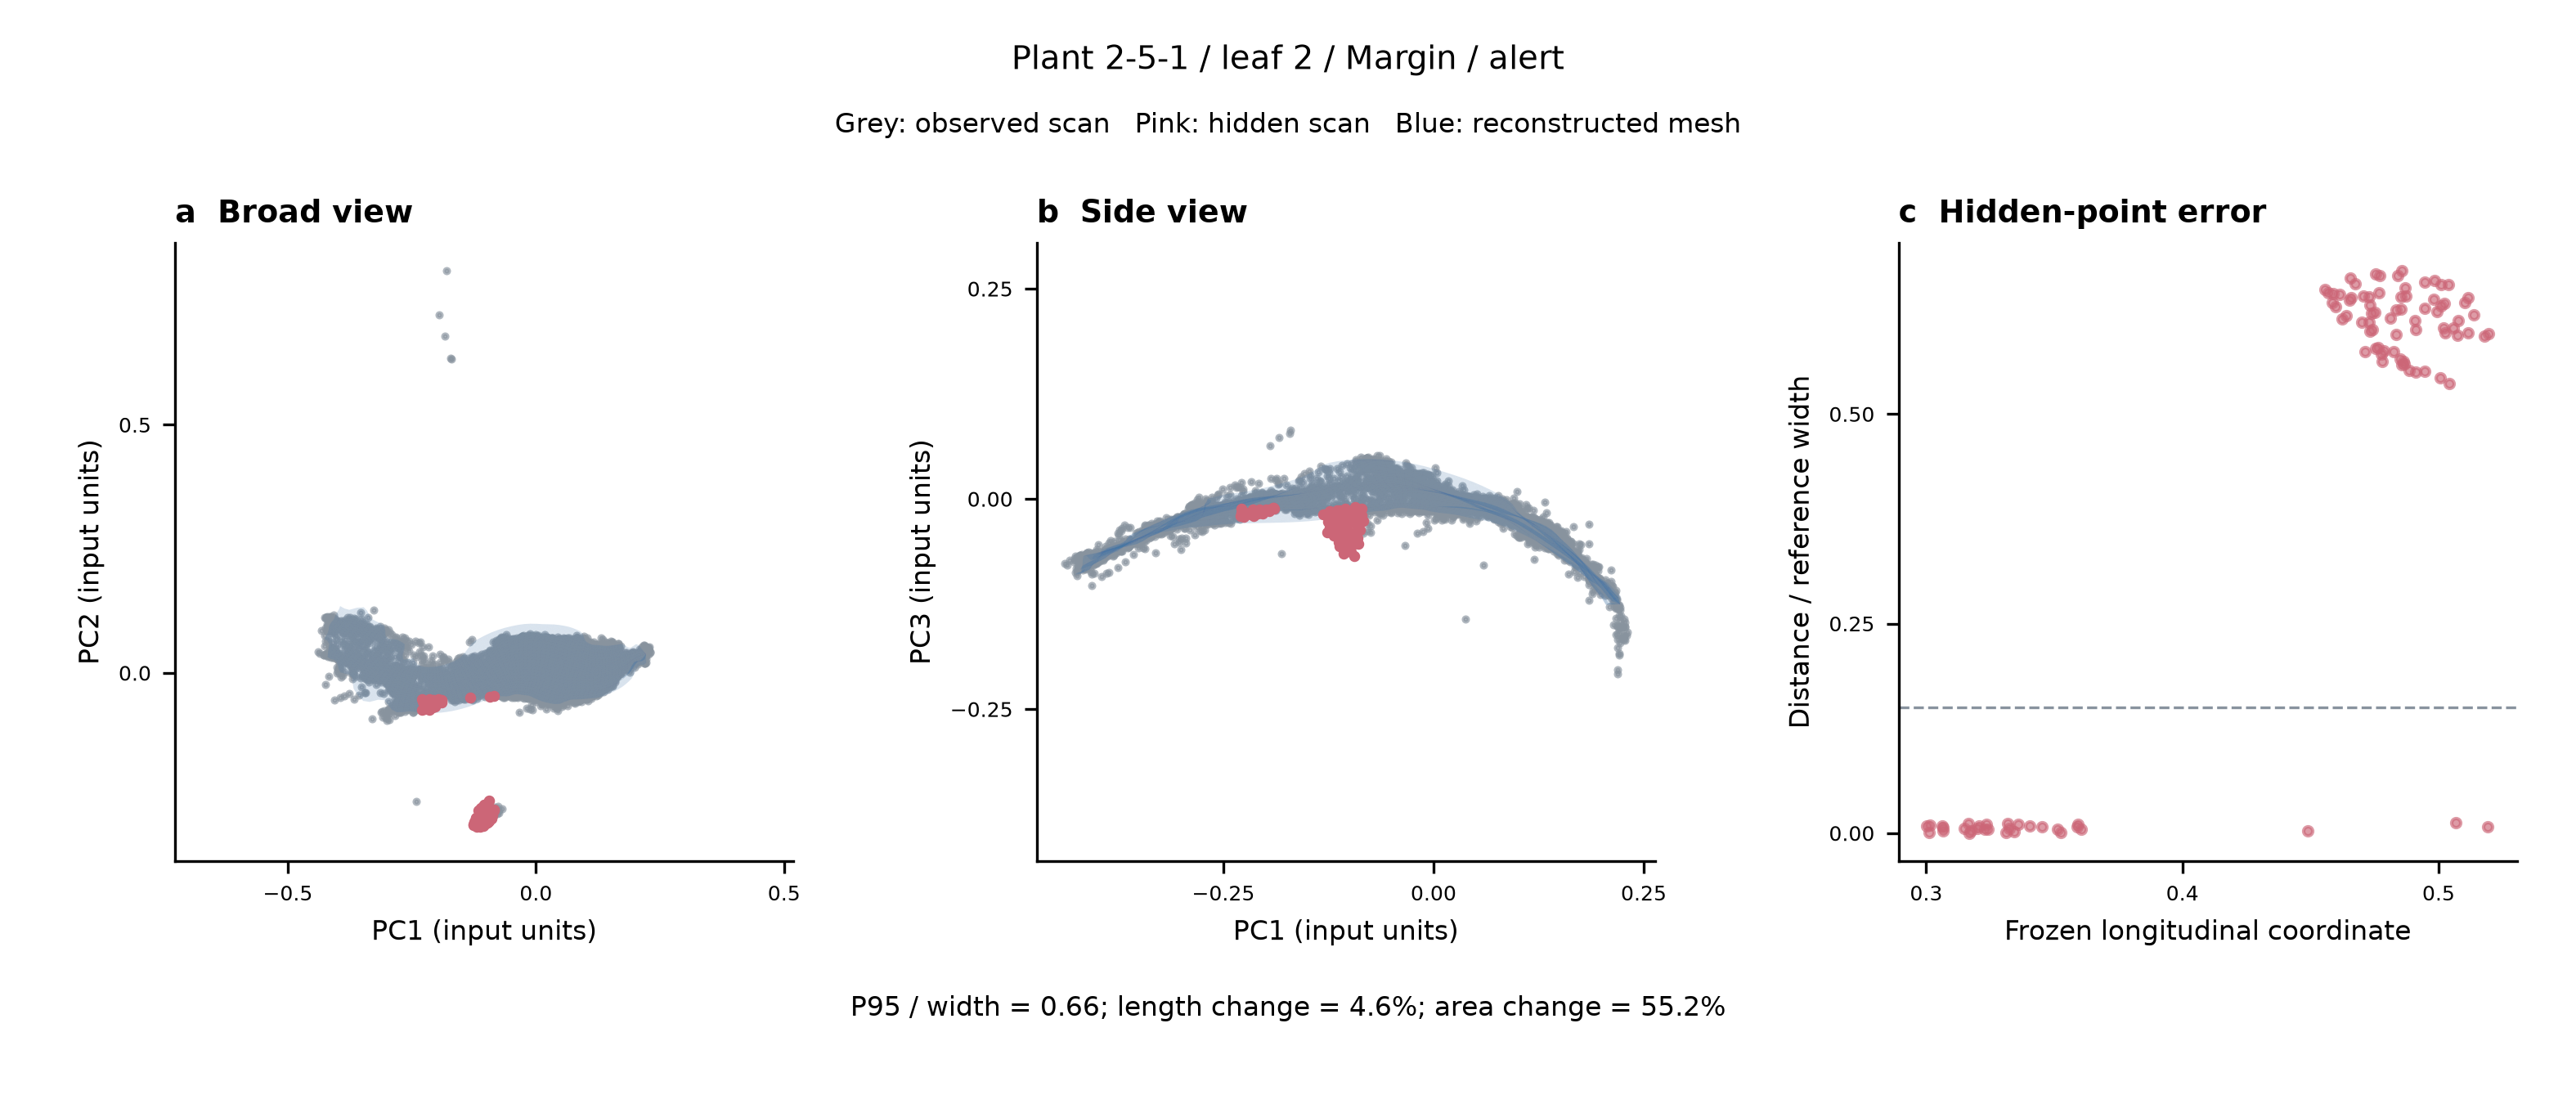 Plant 2-5-1 / leaf 2 / Margin / alert
Grey: observed scan   Pink: hidden scan   Blue: reconstructed mesh
a  Broad view
PC2 (input units)
0.5
0.0
−0.5
0.0
0.5
PC1 (input units)
b  Side view
PC3 (input units)
0.25
0.00
−0.25
−0.25
0.00
0.25
PC1 (input units)
c  Hidden-point error
Distance / reference width
0.50
0.25
0.00
0.3
0.4
0.5
Frozen longitudinal coordinate
P95 / width = 0.66; length change = 4.6%; area change = 55.2%